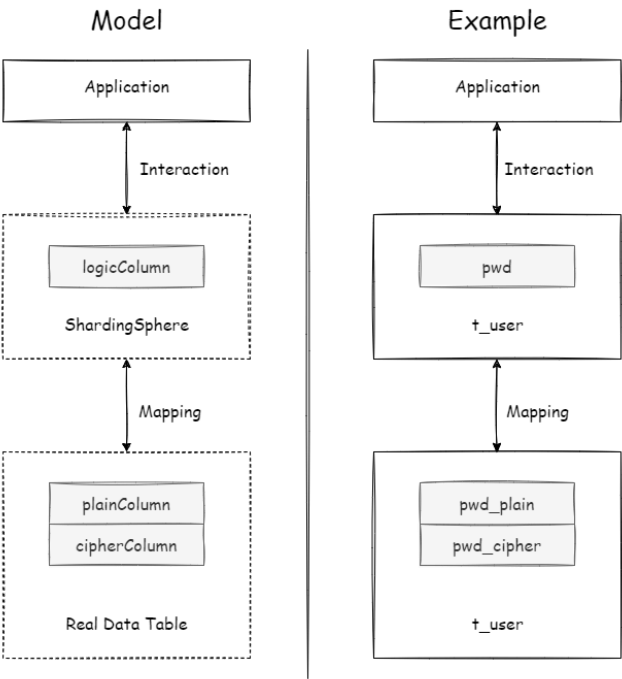 Model
Application
Interaction
logicColumn
ShardingSphere
Mapping
plainColumn
cipherColumn
Real Data Table
Example
Application
Interaction
pwd
t_user
Mapping
pwd_plain
pwd_cipher
t_user